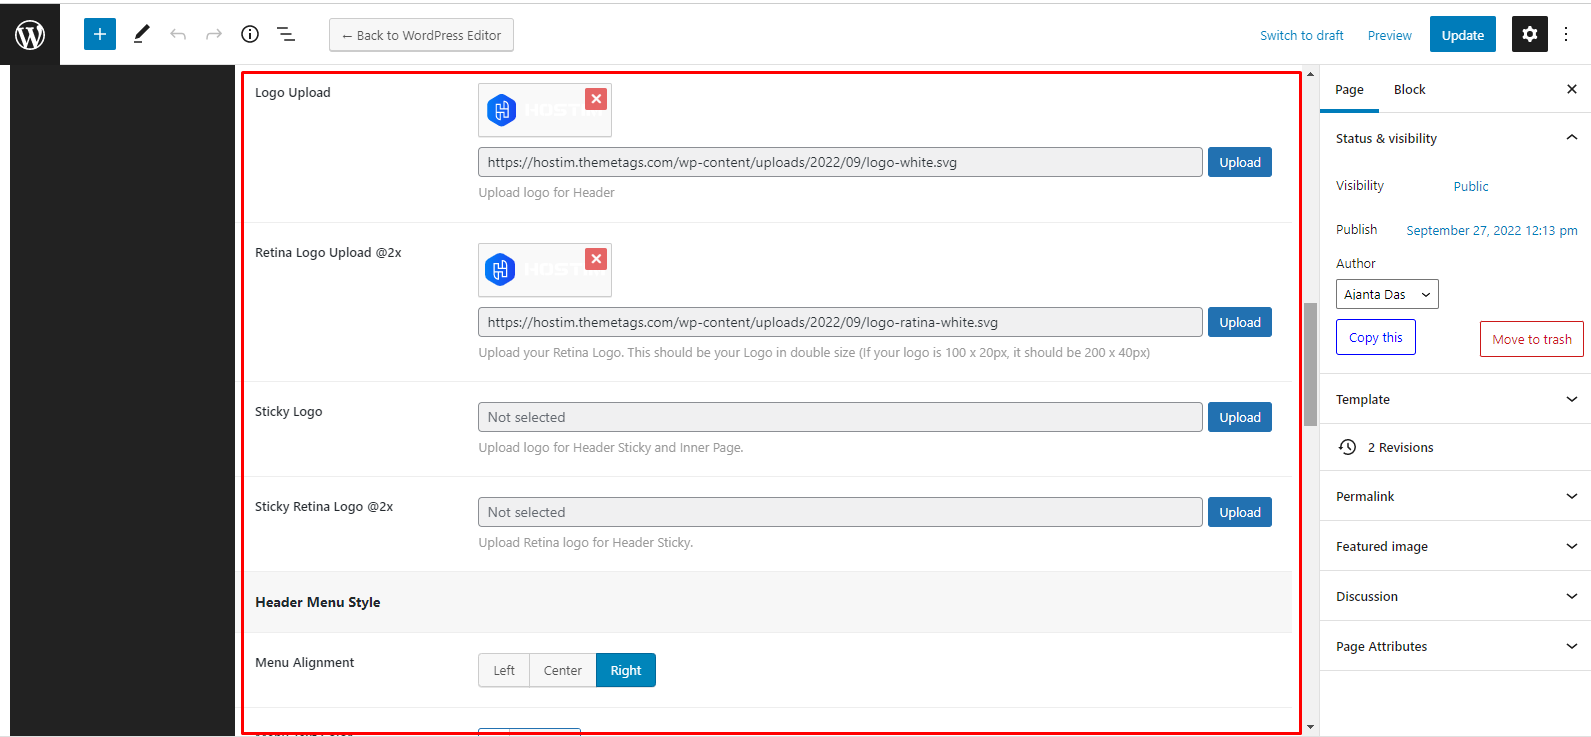 ← Back to WordPress Editor
Switch to draft
Preview
Update
Logo Upload
https://hostim.themetags.com/wp-content/uploads/2022/09/logo-white.svg
Upload
Upload logo for Header
Retina Logo Upload @2x
https://hostim.themetags.com/wp-content/uploads/2022/09/logo-ratina-white.svg
Upload
Upload your Retina Logo. This should be your Logo in double size (If your logo is 100 x 20px, it should be 200 x 40px)
Sticky Logo
Not selected
Upload
Upload logo for Header Sticky and Inner Page.
Sticky Retina Logo @2x
Not selected
Upload
Upload Retina logo for Header Sticky.
Header Menu Style
Menu Alignment
Left
Center
Right
Page
Block
Status & visibility
Visibility
Public
Publish
September 27, 2022 12:13 pm
Author
Ajanta Das
Copy this
Move to trash
Template
2 Revisions
Permalink
Featured image
Discussion
Page Attributes